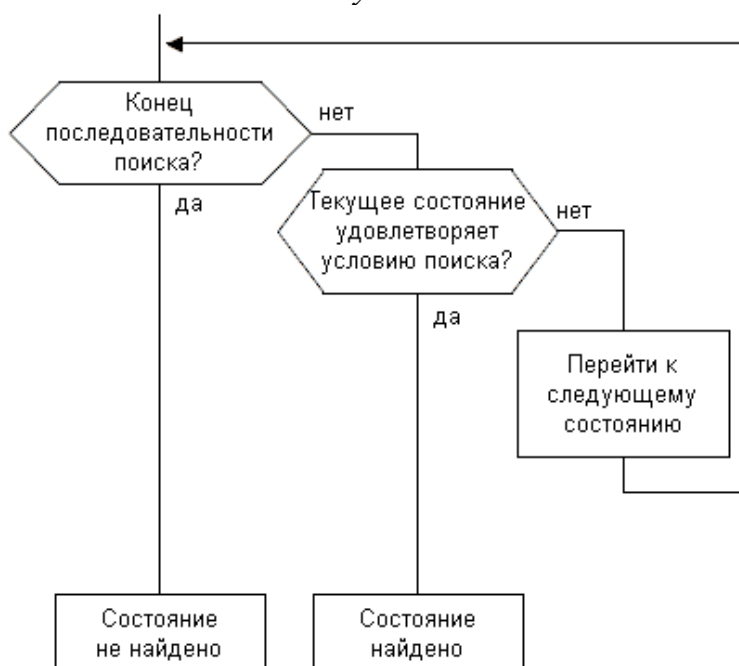 Конец
последовательности
поиска?
нет
да
Текущее состояние
удовлетворяет
условию поиска?
нет
да
Перейти к
следующему
состоянию
Состояние
не найдено
Состояние
найдено